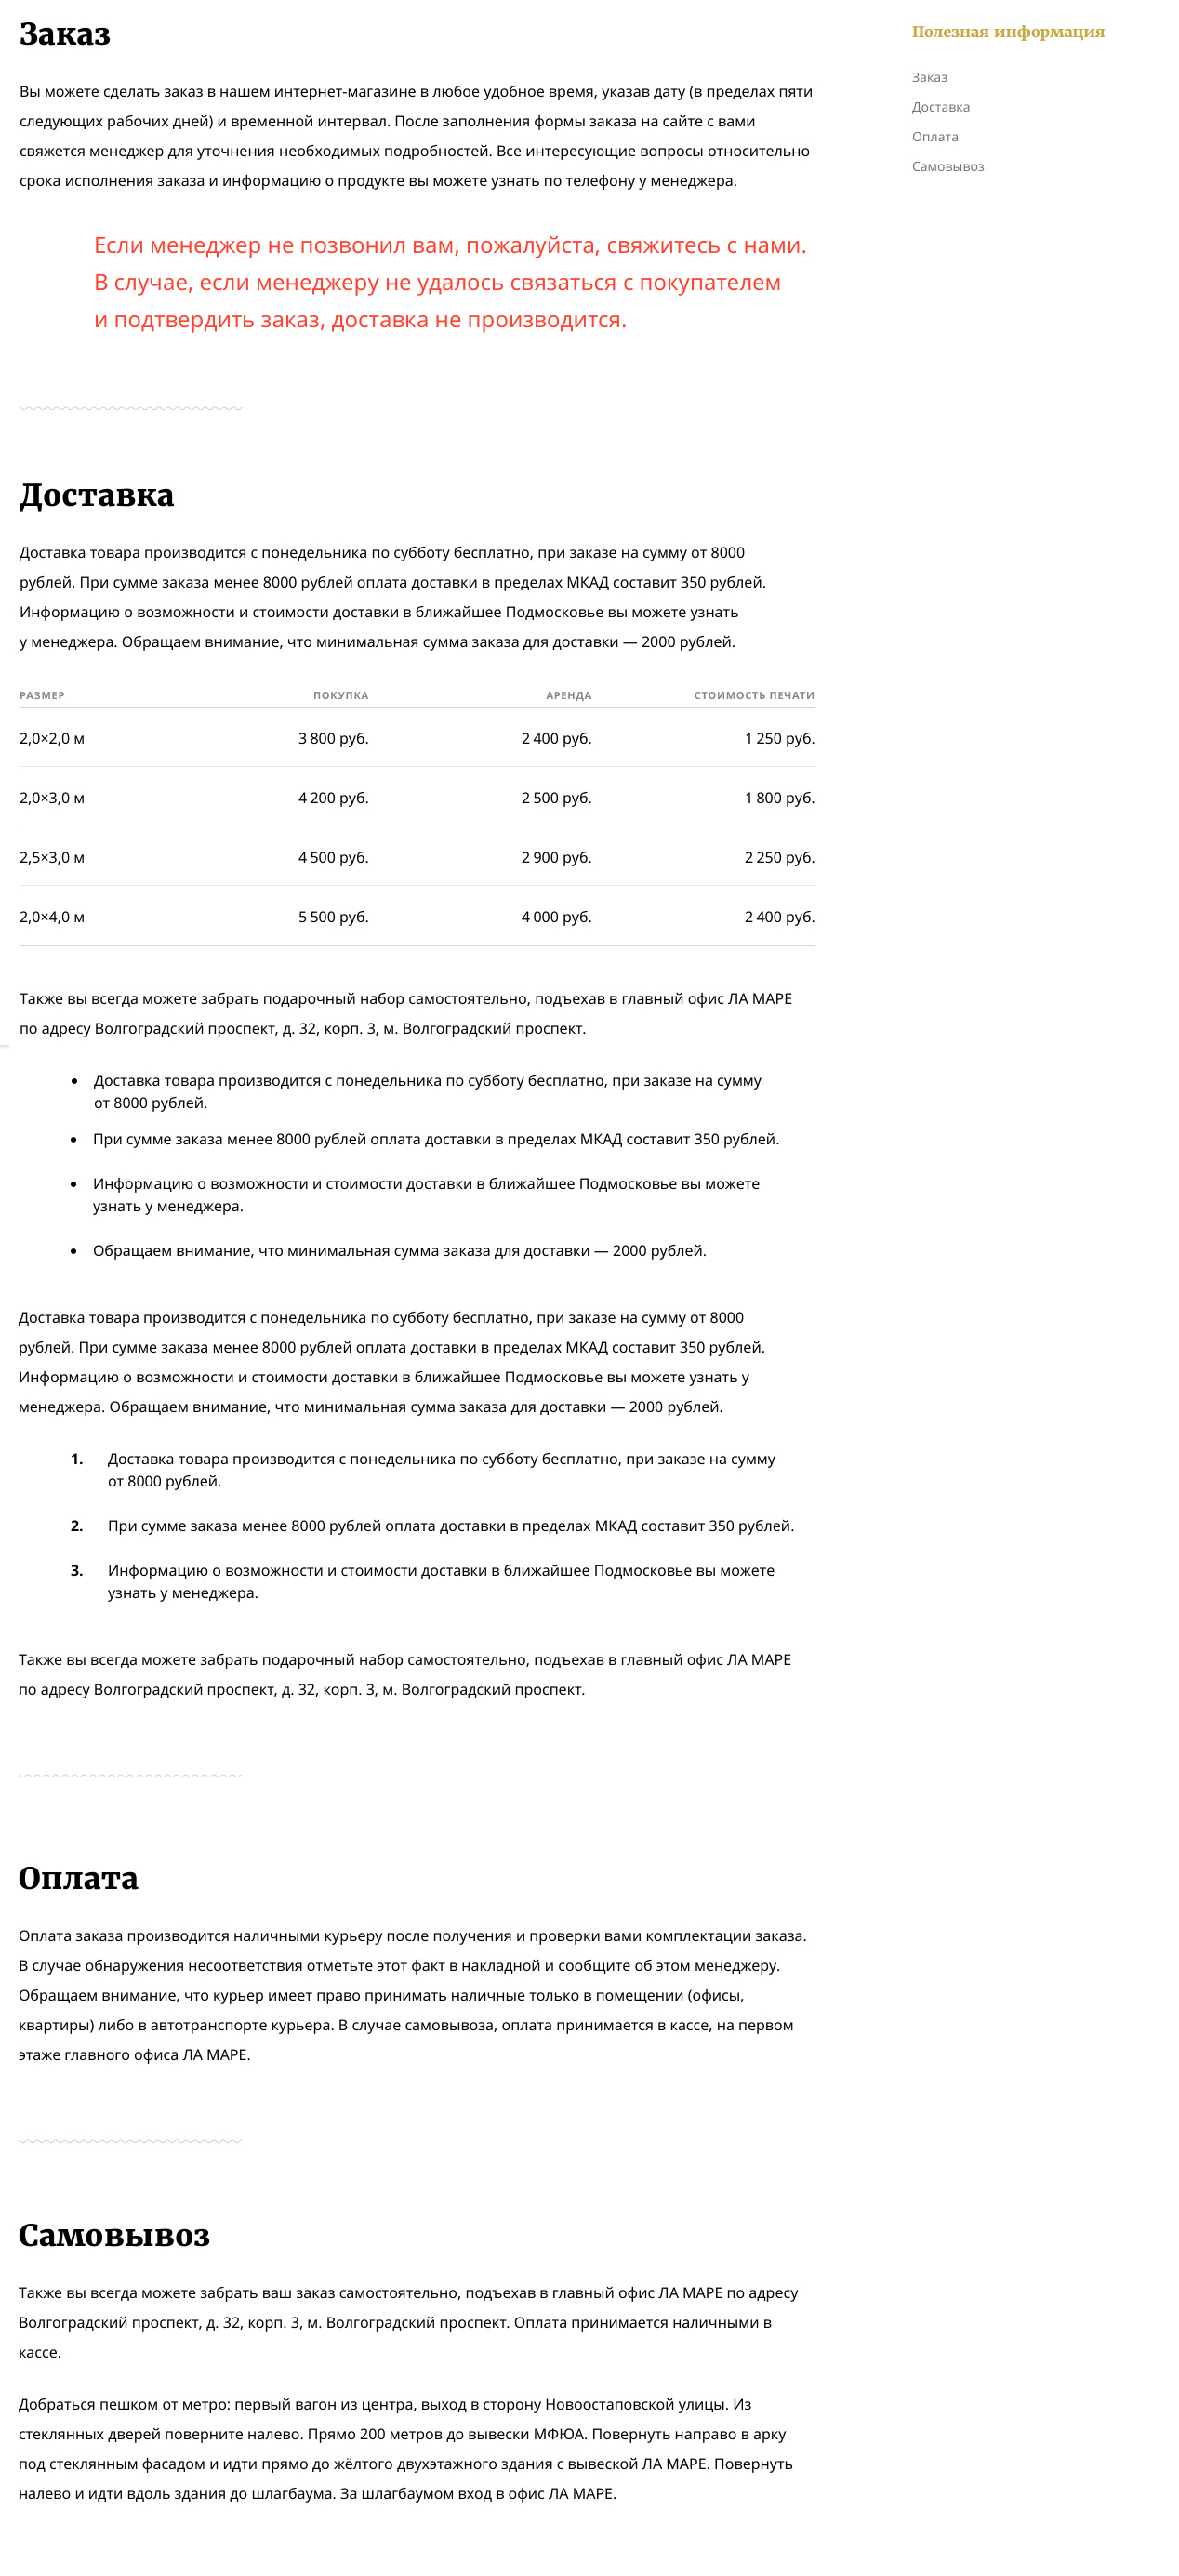 Заказ
Вы можете сделать заказ в нашем интернет-магазине в любое удобное время, указав дату (в пределах пяти
следующих рабочих дней) и временной интервал. После заполнения формы заказа на сайте с вами
свяжется менеджер для уточнения необходимых подробностей. Все интересующие вопросы относительно
срока исполнения заказа и информацию о продукте вы можете узнать по телефону у менеджера.
Если менеджер не позвонил вам, пожалуйста, свяжитесь с нами.
В случае, если менеджеру не удалось связаться с покупателем
и подтвердить заказ, доставка не производится.
Полезная информация
Заказ
Доставка
Оплата
Самовывоз
Доставка
Доставка товара производится с понедельника по субботу бесплатно, при заказе на сумму от 8000
рублей. При сумме заказа менее 8000 рублей оплата доставки в пределах МКАД составит 350 рублей.
Информацию о возможности и стоимости доставки в ближайшее Подмосковье вы можете узнать
у менеджера. Обращаем внимание, что минимальная сумма заказа для доставки — 2000 рублей.
РАЗМЕР ПОКУПКА АРЕНДА СТОИМОСТЬ ПЕЧАТИ
2,0×2,0 м 3 800 руб. 2 400 руб. 1 250 руб.
2,0×3,0 м 4 200 руб. 2 500 руб. 1 800 руб.
2,5×3,0 м 4 500 руб. 2 900 руб. 2 250 руб.
2,0×4,0 м 5 500 руб. 4 000 руб. 2 400 руб.
Также вы всегда можете забрать подарочный набор самостоятельно, подъехав в главный офис ЛА МАРЕ
по адресу Волгоградский проспект, д. 32, корп. 3, м. Волгоградский проспект.
• Доставка товара производится с понедельника по субботу бесплатно, при заказе на сумму
от 8000 рублей.
• При сумме заказа менее 8000 рублей оплата доставки в пределах МКАД составит 350 рублей.
• Информацию о возможности и стоимости доставки в ближайшее Подмосковье вы можете
узнать у менеджера.
• Обращаем внимание, что минимальная сумма заказа для доставки — 2000 рублей.
Доставка товара производится с понедельника по субботу бесплатно, при заказе на сумму от 8000
рублей. При сумме заказа менее 8000 рублей оплата доставки в пределах МКАД составит 350 рублей.
Информацию о возможности и стоимости доставки в ближайшее Подмосковье вы можете узнать у
менеджера. Обращаем внимание, что минимальная сумма заказа для доставки — 2000 рублей.
1. Доставка товара производится с понедельника по субботу бесплатно, при заказе на сумму
от 8000 рублей.
2. При сумме заказа менее 8000 рублей оплата доставки в пределах МКАД составит 350 рублей.
3. Информацию о возможности и стоимости доставки в ближайшее Подмосковье вы можете
узнать у менеджера.
Также вы всегда можете забрать подарочный набор самостоятельно, подъехав в главный офис ЛА МАРЕ
по адресу Волгоградский проспект, д. 32, корп. 3, м. Волгоградский проспект.
Оплата
Оплата заказа производится наличными курьеру после получения и проверки вами комплектации заказа.
В случае обнаружения несоответствия отметьте этот факт в накладной и сообщите об этом менеджеру.
Обращаем внимание, что курьер имеет право принимать наличные только в помещении (офисы,
квартиры) либо в автотранспорте курьера. В случае самовывоза, оплата принимается в кассе, на первом
этаже главного офиса ЛА МАРЕ.
Самовывоз
Также вы всегда можете забрать ваш заказ самостоятельно, подъехав в главный офис ЛА МАРЕ по адресу
Волгоградский проспект, д. 32, корп. 3, м. Волгоградский проспект. Оплата принимается наличными в
кассе.
Добраться пешком от метро: первый вагон из центра, выход в сторону Новоостаповской улицы. Из
стеклянных дверей поверните налево. Прямо 200 метров до вывески МФЮА. Повернуть направо в арку
под стеклянным фасадом и идти прямо до жёлтого двухэтажного здания с вывеской ЛА МАРЕ. Повернуть
налево и идти вдоль здания до шлагбаума. За шлагбаумом вход в офис ЛА МАРЕ.